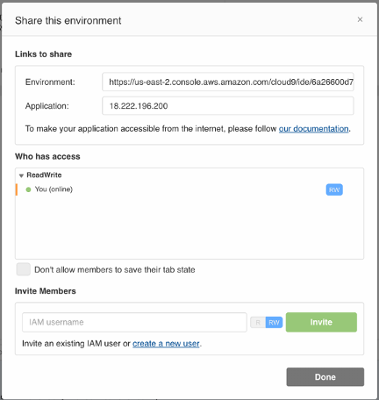 Share this environment
×
Links to share
Environment: https://us-east-2.console.aws.amazon.com/cloud9/ide/6a26600d7
Application: 18.222.196.200
To make your application accessible from the internet, please follow our documentation.
Who has access
ReadWrite
You (online) RW
Don't allow members to save their tab state
Invite Members
IAM username R RW Invite
Invite an existing IAM user or create a new user.
Done